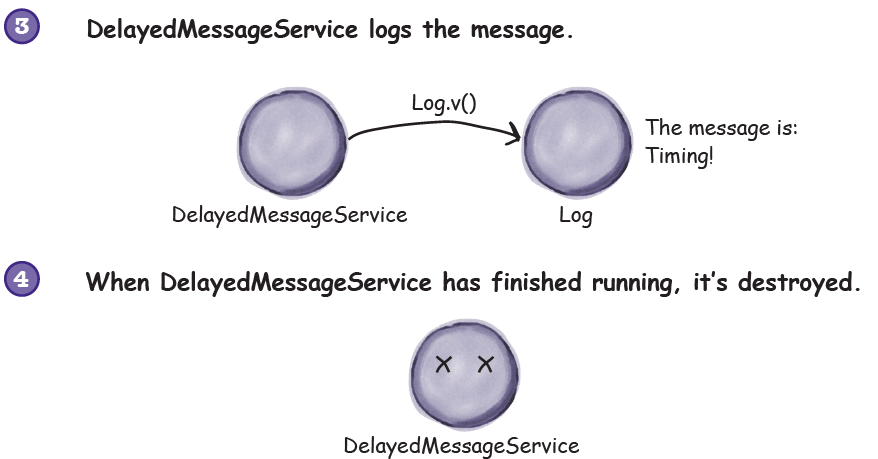 3 DelayedMessageService logs the message.
Log.v()
The message is:
Timing!
DelayedMessageService
Log
4 When DelayedMessageService has finished running, it's destroyed.
x x
DelayedMessageService